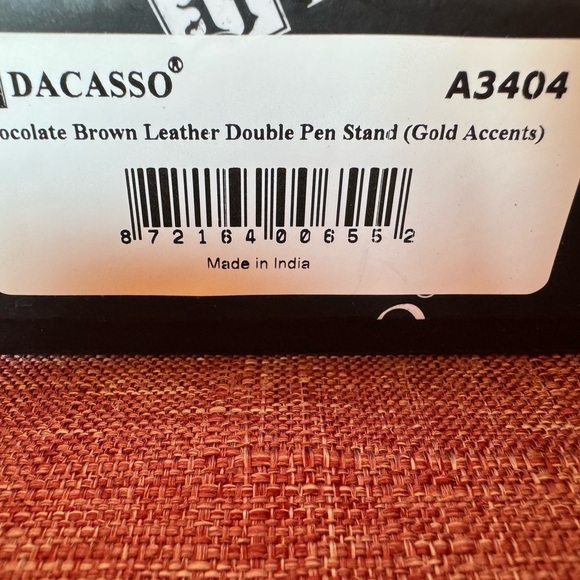 DACASSO® A3404
ocolate Brown Leather Double Pen Stand (Gold Accents)
8 72164 00655 2
Made in India